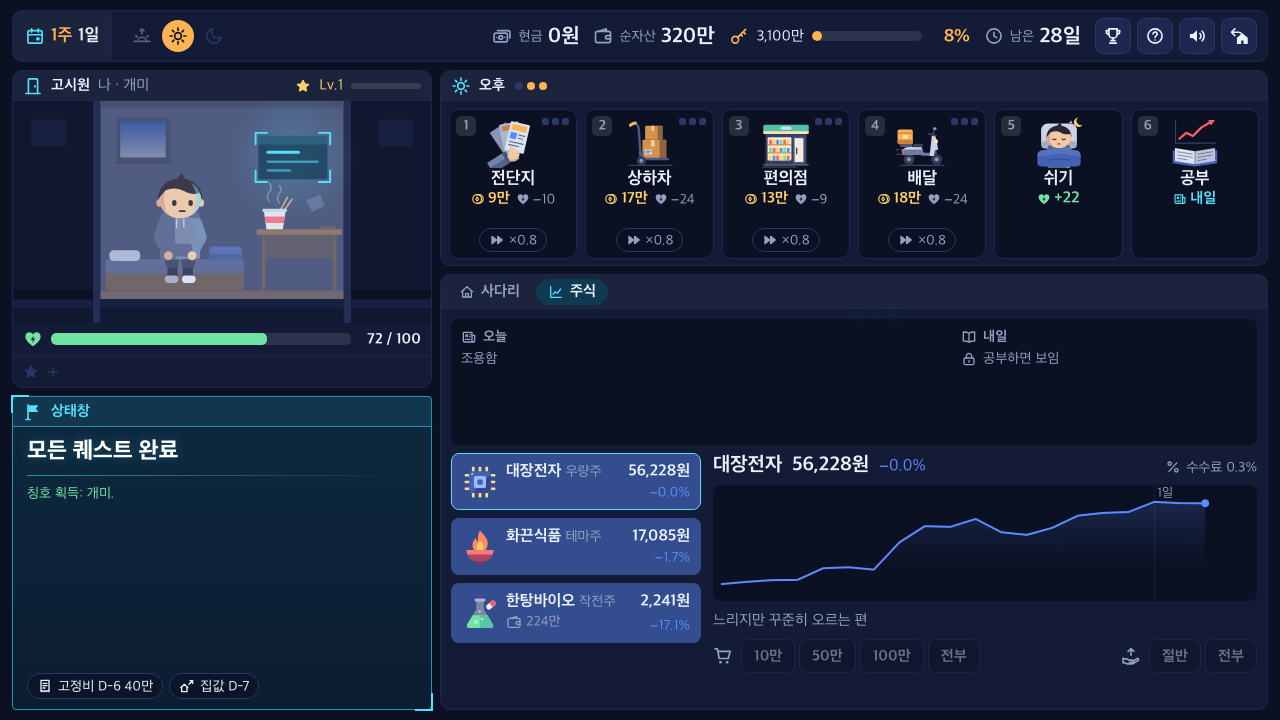 1주 1일
현금 0원
순자산 320만
3,100만
8%
남은 28일
고시원 나 · 개미
Lv.1
72 / 100
상태창
모든 퀘스트 완료
칭호 획득: 개미.
고정비 D-6 40만
집값 D-7
오후
1
전단지
9만 −10
×0.8
2
상하차
17만 −24
×0.8
3
편의점
13만 −9
×0.8
4
배달
18만 −24
×0.8
5
쉬기
+22
6
공부
내일
사다리
주식
오늘
조용함
내일
공부하면 보임
대장전자 우량주 56,228원
−0.0%
화끈식품 테마주 17,085원
−1.7%
한탕바이오 작전주 2,241원
224만 −17.1%
대장전자 56,228원 −0.0%
수수료 0.3%
1일
느리지만 꾸준히 오르는 편
10만
50만
100만
전부
절반
전부